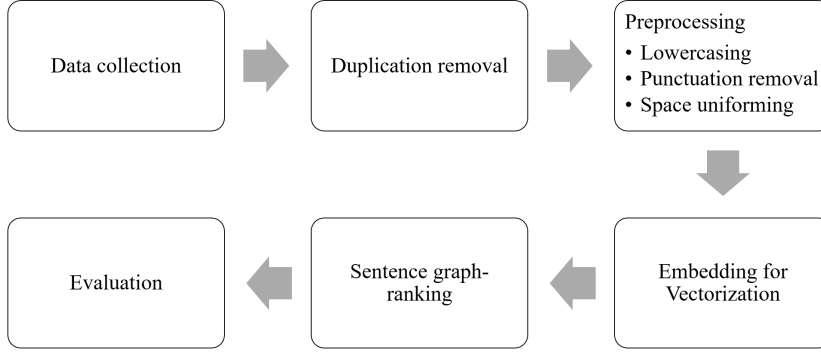 Data collection
Duplication removal
Preprocessing
• Lowercasing
• Punctuation removal
• Space uniforming
Embedding for
Vectorization
Sentence graph-
ranking
Evaluation